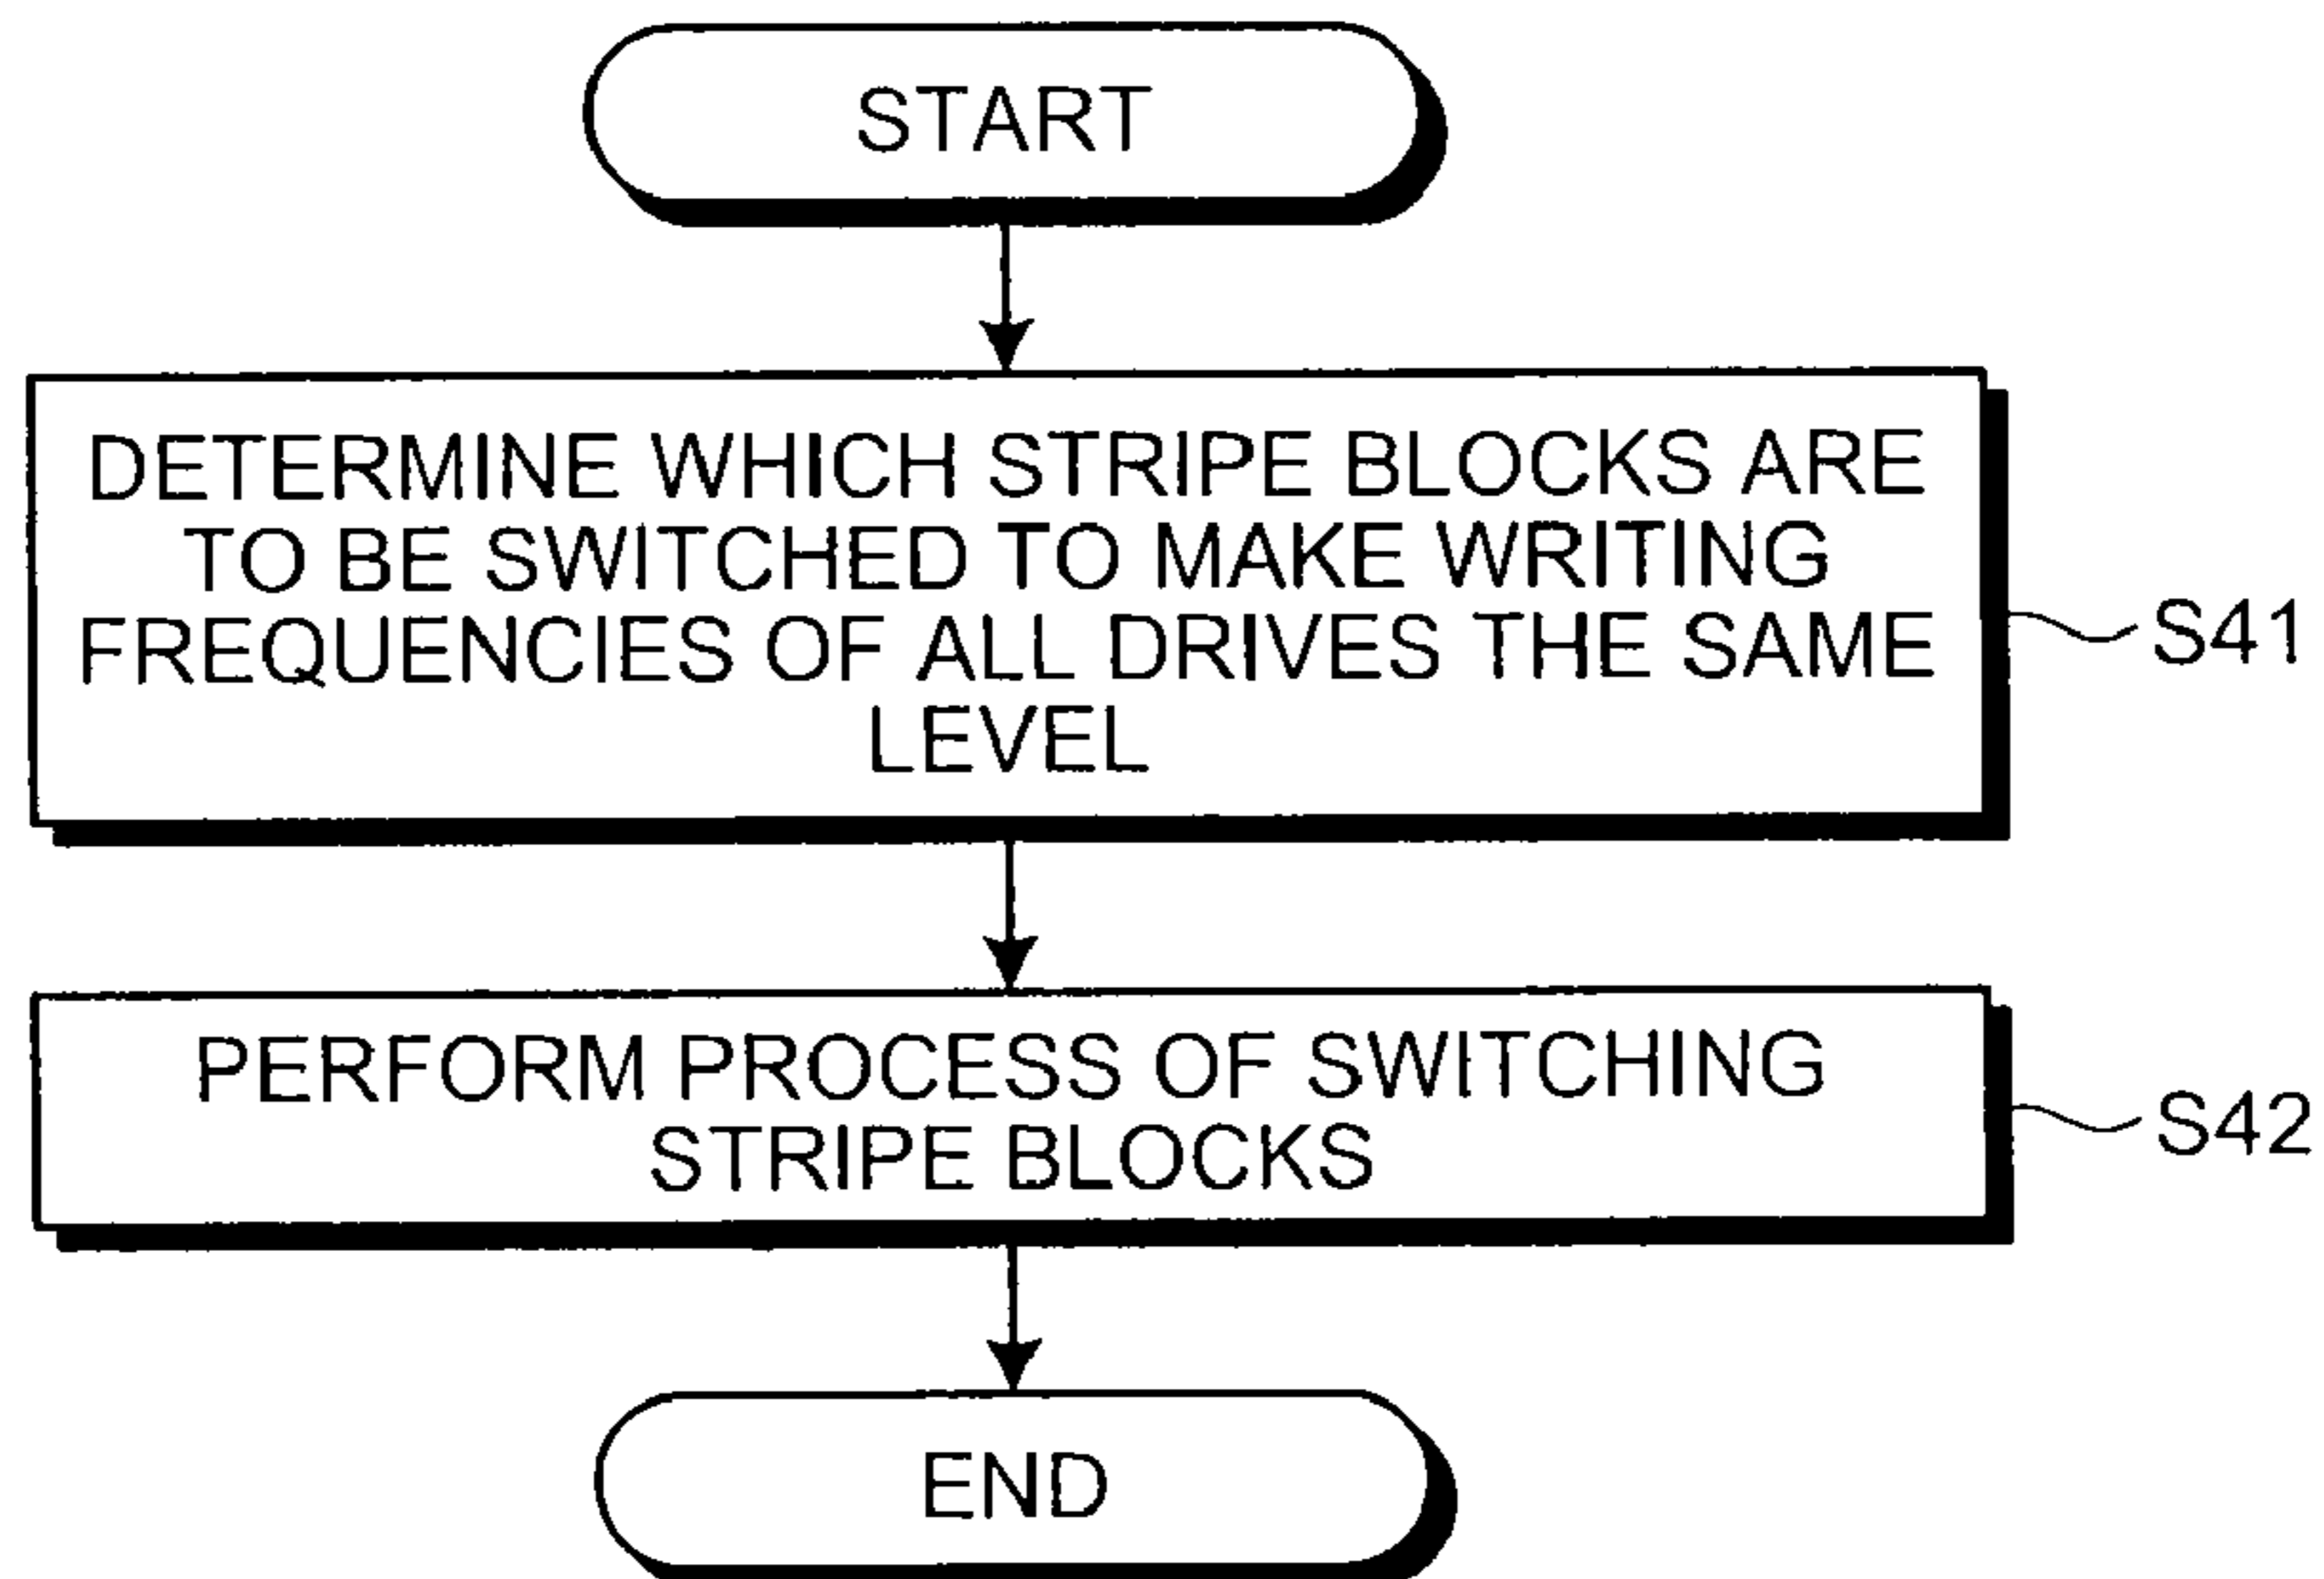 START
DETERMINE WHICH STRIPE BLOCKS ARE
TO BE SWITCHED TO MAKE WRITING
FREQUENCIES OF ALL DRIVES THE SAME
LEVEL
S41
PERFORM PROCESS OF SWITCHING
STRIPE BLOCKS
S42
END